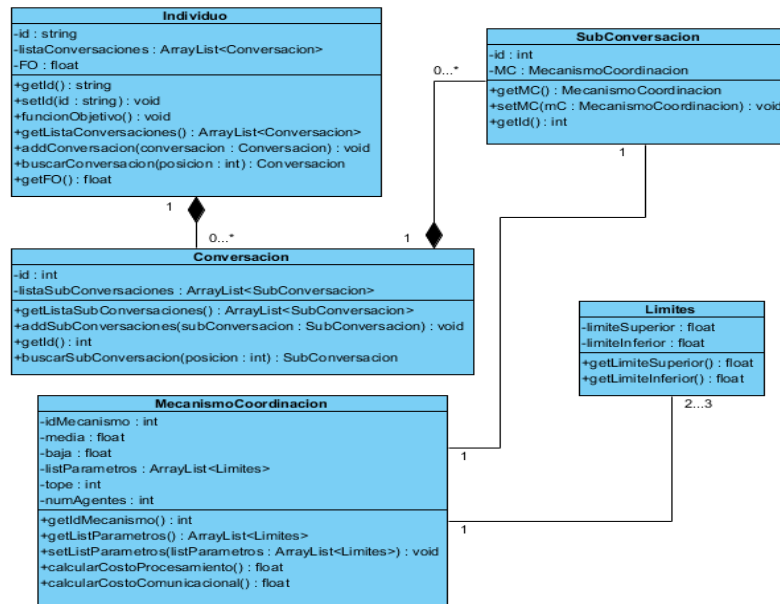 Individuo
-id : string
-listaConversaciones : ArrayList<Conversacion>
-FO : float
+getId() : string
+setId(id : string) : void
+funcionObjetivo() : void
+getListaConversaciones() : ArrayList<Conversacion>
+addConversacion(conversacion : Conversacion) : void
+buscarConversacion(posicion : int) : Conversacion
+getFO() : float
SubConversacion
-id : int
-MC : MecanismoCoordinacion
+getMC() : MecanismoCoordinacion
+setMC(mC : MecanismoCoordinacion) : void
+getId() : int
0...*
1
1
0...*
1
Conversacion
-id : int
-listaSubConversaciones : ArrayList<SubConversacion>
+getListaSubConversaciones() : ArrayList<SubConversacion>
+addSubConversaciones(subConversacion : SubConversacion) : void
+getId() : int
+buscarSubConversacion(posicion : int) : SubConversacion
Limites
-limiteSuperior : float
-limiteInferior : float
+getLimiteSuperior() : float
+getLimiteInferior() : float
2...3
MecanismoCoordinacion
-idMecanismo : int
-media : float
-baja : float
-listParametros : ArrayList<Limites>
-tope : int
-numAgentes : int
+getIdMecanismo() : int
+getListParametros() : ArrayList<Limites>
+setListParametros(listParametros : ArrayList<Limites>) : void
+calcularCostoProcesamiento() : float
+calcularCostoComunicacional() : float
1
1